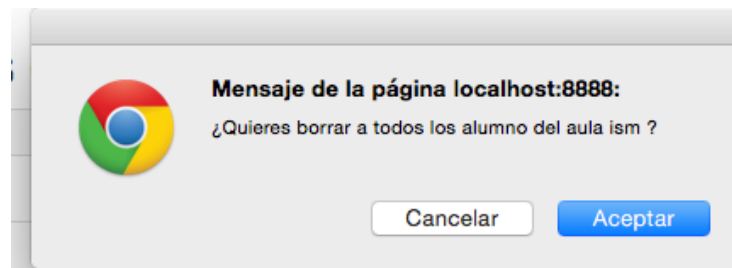 Mensaje de la página localhost:8888:
¿Quieres borrar a todos los alumno del aula ism ?
Cancelar Aceptar